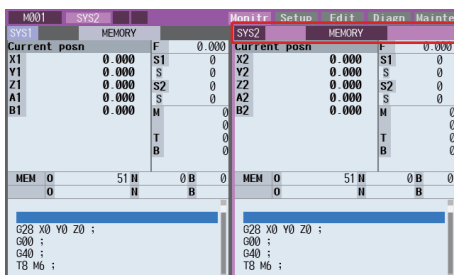 M001 SYS2 Monitr Setup Edit Diagn Mainte
SYS1 MEMORY SYS2 MEMORY
Current posn F 0.000 Current posn F 0.000
X1 0.000 S1 0 X2 0.000 S1 0
Y1 0.000 S 0 Y2 0.000 S 0
Z1 0.000 S2 0 Z2 0.000 S2 0
A1 0.000 S 0 A2 0.000 S 0
B1 0.000 M 0 B2 0.000 M 0
0 0
T 0 T 0
B 0 B 0
MEM O 51 N 0 B 0 MEM O 51 N 0 B 0
O N B O N B
G28 X0 Y0 Z0 ; G28 X0 Y0 Z0 ;
G00 ; G00 ;
G40 ; G40 ;
T8 M6 ; T8 M6 ;